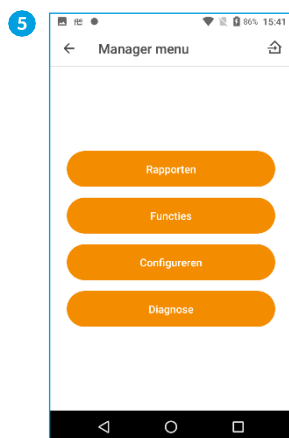 5
86% 15:41
Manager menu
Rapporten
Functies
Configureren
Diagnose